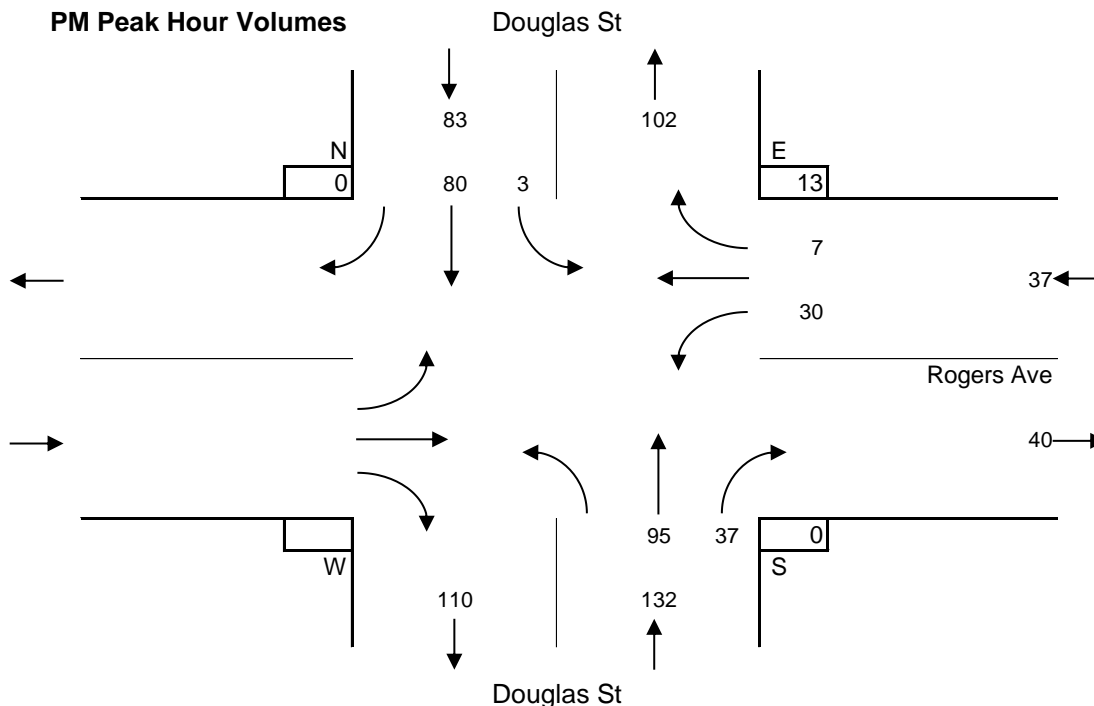 PM Peak Hour Volumes Douglas St
83 102
N E
0 80 3 13
7
37
30
Rogers Ave
40
95 37 0
W S
110 132
Douglas St